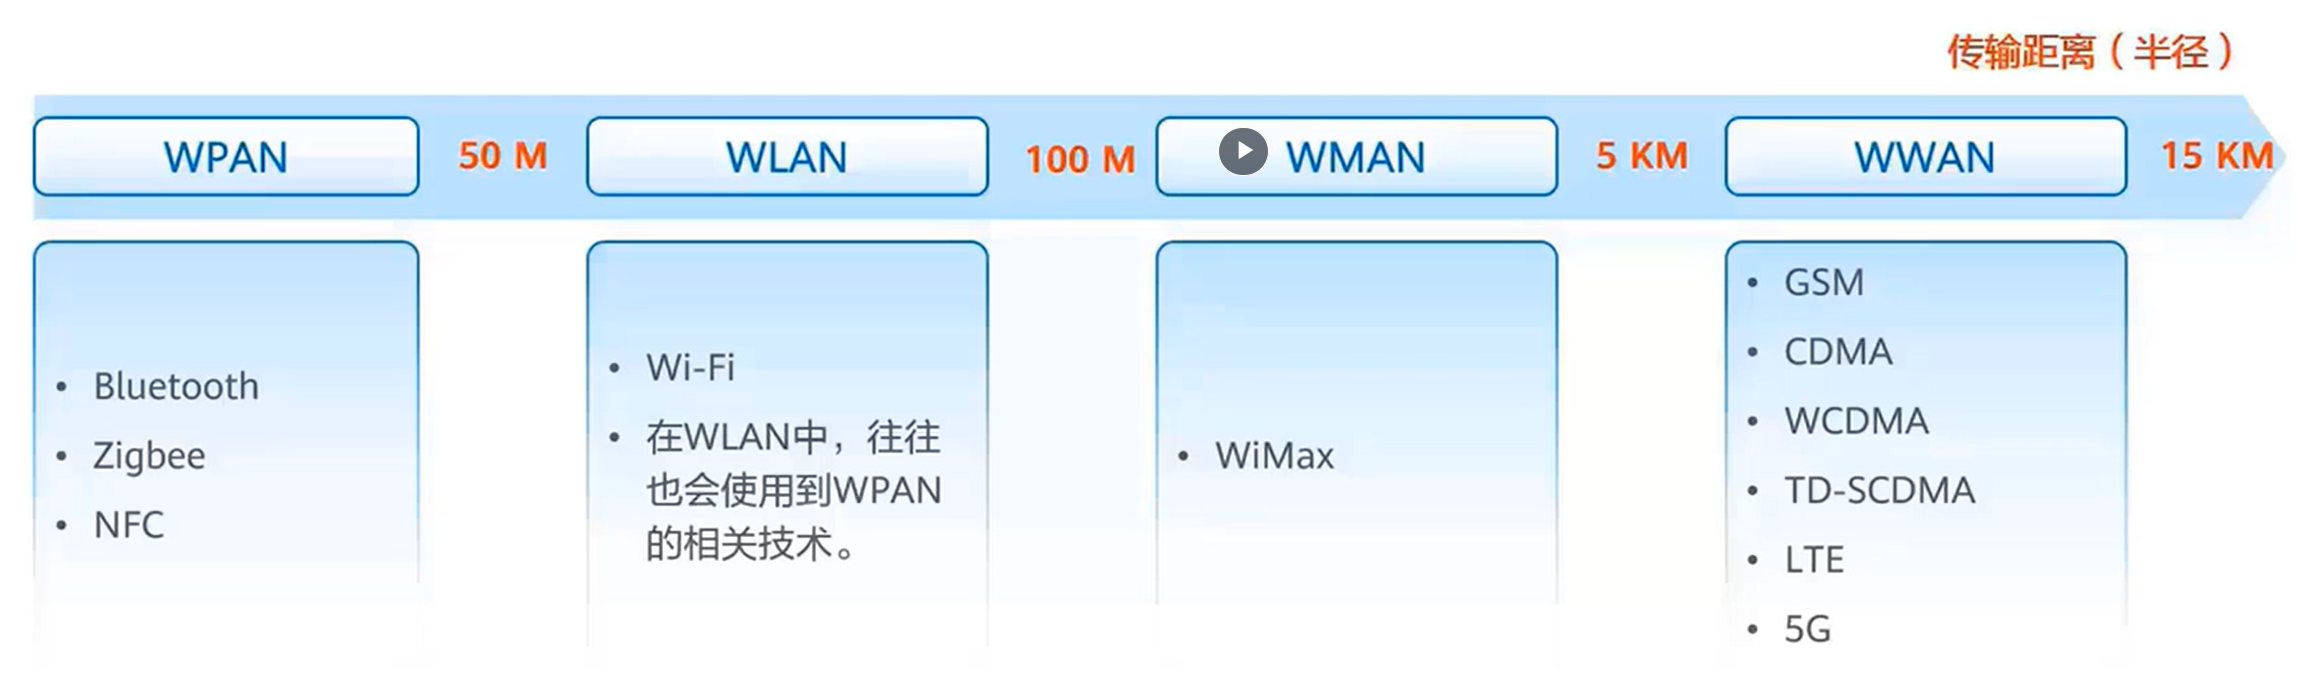 传输距离（半径）
WPAN 50 M WLAN 100 M WMAN 5 KM WWAN 15 KM
• Bluetooth
• Zigbee
• NFC
• Wi-Fi
• 在WLAN中，往往
也会使用到WPAN
的相关技术。
• WiMax
• GSM
• CDMA
• WCDMA
• TD-SCDMA
• LTE
• 5G